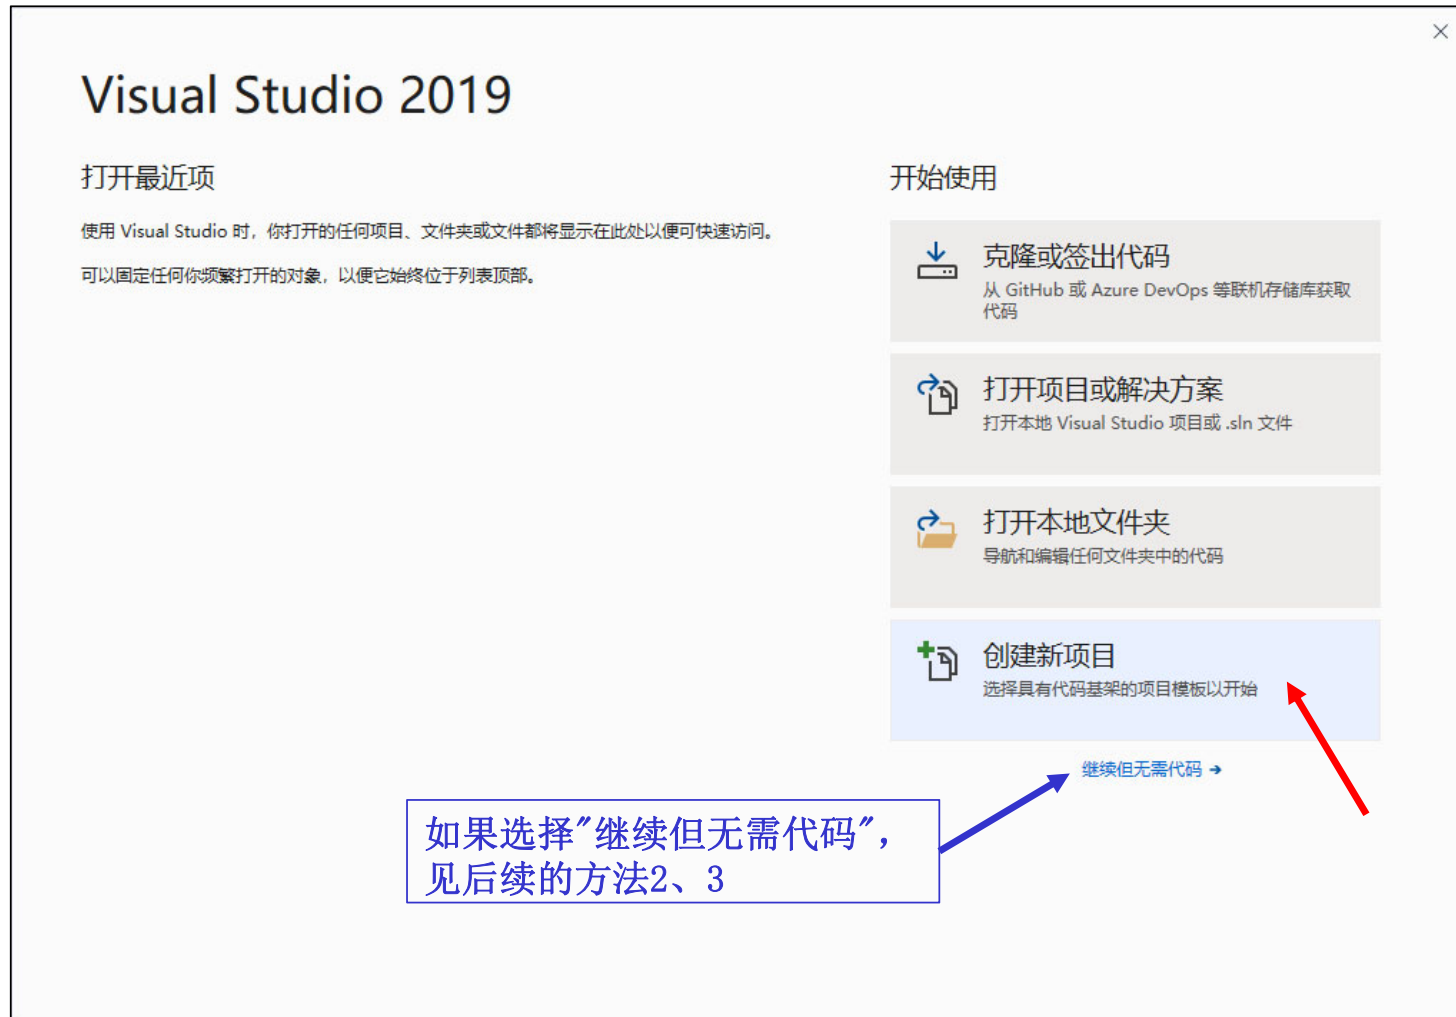 Visual Studio 2019
打开最近项
使用 Visual Studio 时，你打开的任何项目、文件夹或文件都将显示在此处以便可快速访问。
可以固定任何你频繁打开的对象，以便它始终位于列表顶部。
开始使用
克隆或签出代码
从 GitHub 或 Azure DevOps 等联机存储库获取
代码
打开项目或解决方案
打开本地 Visual Studio 项目或 .sln 文件
打开本地文件夹
导航和编辑任何文件夹中的代码
创建新项目
选择具有代码基架的项目模板以开始
继续但无需代码 →
如果选择"继续但无需代码"，
见后续的方法2、3